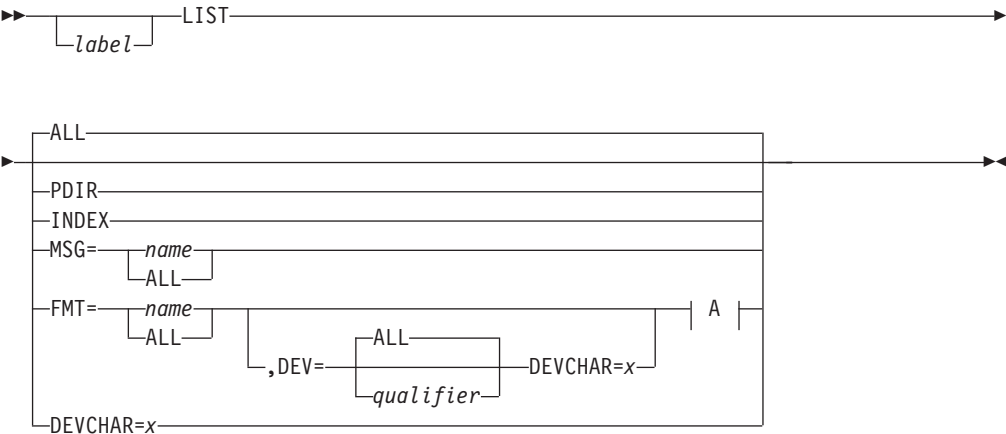 LIST
label
ALL
PDIR
INDEX
MSG= name
ALL
FMT= name A
ALL ALL
,DEV= DEVCHAR=x
qualifier
DEVCHAR=x